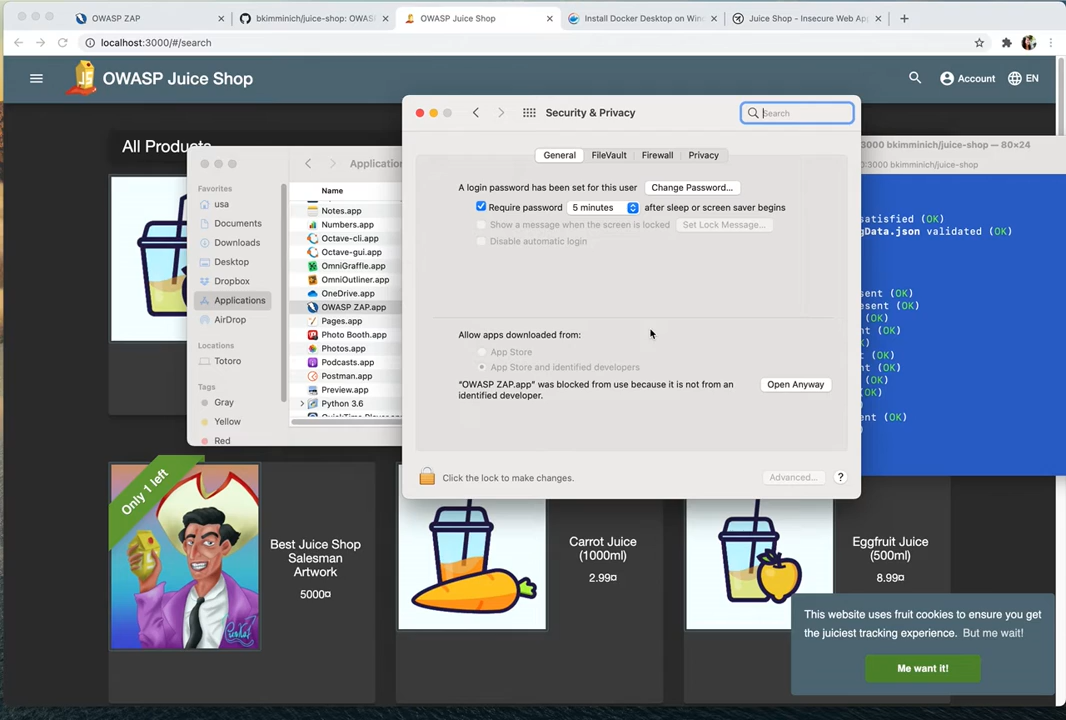 OWASP ZAP
bkimminich/juice-shop: OWAS
OWASP Juice Shop
Install Docker Desktop on Win
Juice Shop - Insecure Web Ap
localhost:3000/#/search
OWASP Juice Shop
Account
EN
All Products
Security & Privacy
Search
General
FileVault
Firewall
Privacy
A login password has been set for this user
Change Password...
Require password
5 minutes
after sleep or screen saver begins
Show a message when the screen is locked
Set Lock Message...
Disable automatic login
Allow apps downloaded from:
App Store
App Store and identified developers
"OWASP ZAP.app" was blocked from use because it is not from an
identified developer.
Open Anyway
Click the lock to make changes.
Advanced...
?
Application
Favorites
usa
Documents
Downloads
Desktop
Dropbox
Applications
AirDrop
Locations
Totoro
Tags
Gray
Yellow
Red
Name
Notes.app
Numbers.app
Octave-cli.app
Octave-gui.app
OmniGraffle.app
OmniOutliner.app
OneDrive.app
OWASP ZAP.app
Pages.app
Photo Booth.app
Photos.app
Podcasts.app
Postman.app
Preview.app
Python 3.6
QuickTime Player.app
3000 bkimminich/juice-shop — 80×24
:3000 bkimminich/juice-shop
satisfied (OK)
gData.json validated (OK)
sent (OK)
esent (OK)
(OK)
)
t (OK)
k (OK)
(OK)
OK)
ent (OK)
Only 1 left
Best Juice Shop
Salesman
Artwork
5000¤
Carrot Juice
(1000ml)
2.99¤
Eggfruit Juice
(500ml)
8.99¤
This website uses fruit cookies to ensure you get
the juiciest tracking experience. But me wait!
Me want it!